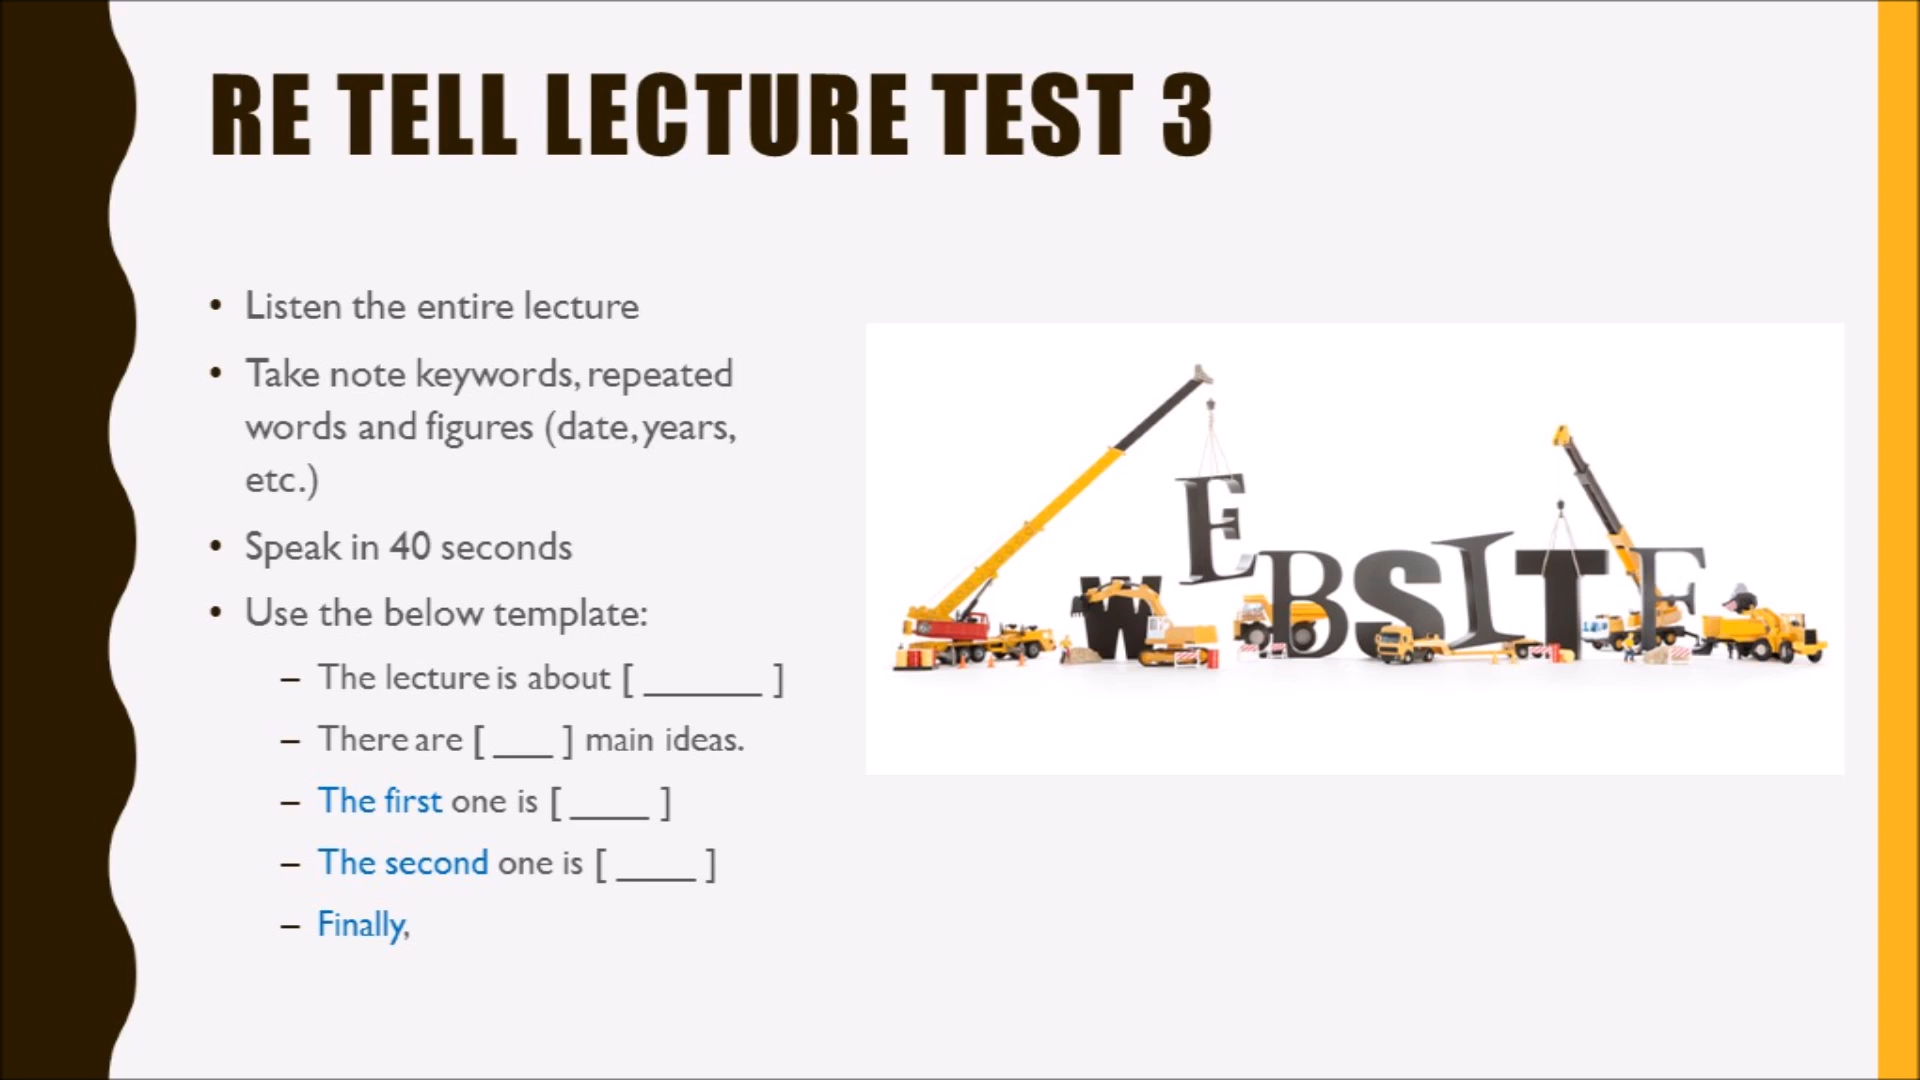 RE TELL LECTURE TEST 3
• Listen the entire lecture
• Take note keywords, repeated
words and figures (date, years,
etc.)
• Speak in 40 seconds
• Use the below template:
– The lecture is about [ ______ ]
– There are [ ___ ] main ideas.
– The first one is [ ____ ]
– The second one is [ ____ ]
– Finally,
WEBSITE